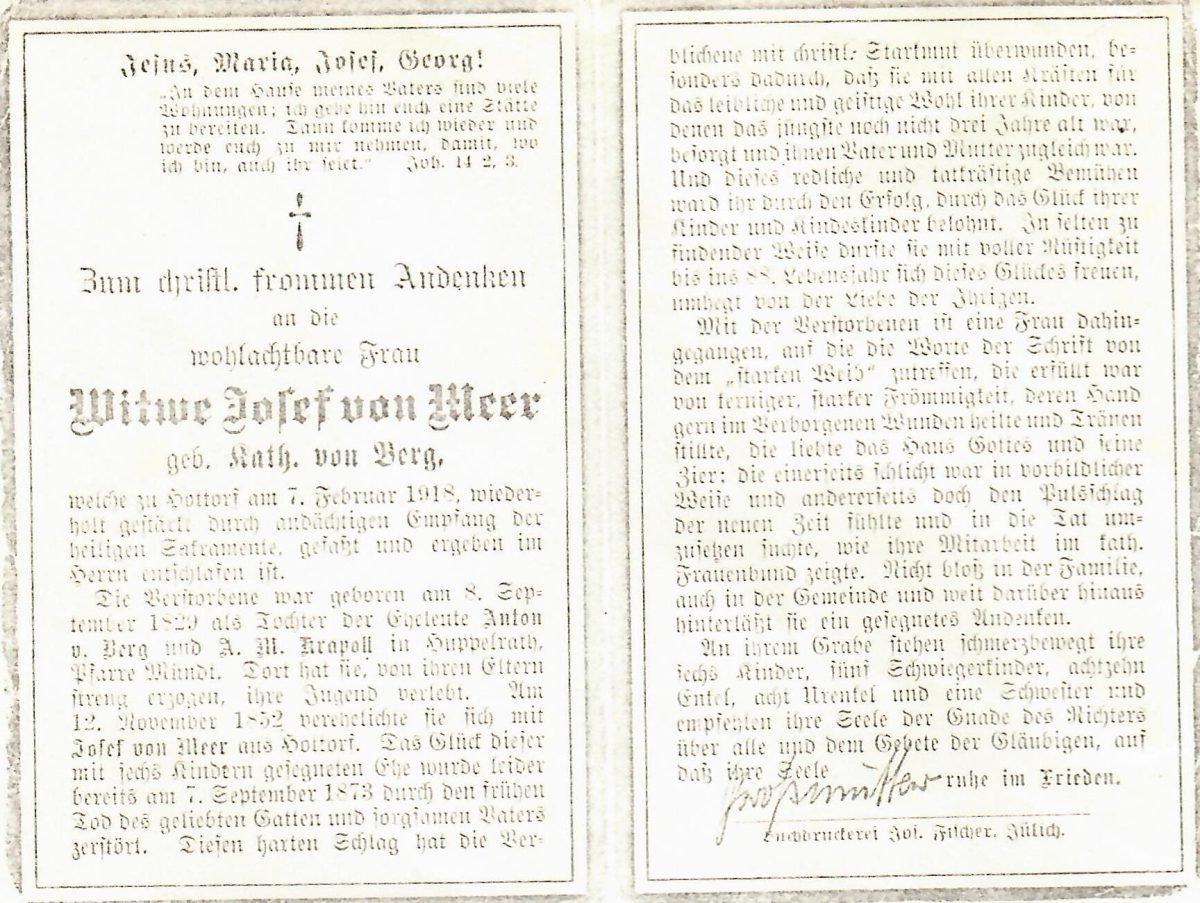 Jesus, Maria, Josef, Georg!
„In dem Hause meines Vaters sind viele
Wohnungen; ich gehe hin euch eine Stätte
zu bereiten. Dann komme ich wieder und
werde euch zu mir nehmen, damit, wo
ich bin, auch ihr seiet.“ Joh. 14 2, 3.
Zum christl. frommen Andenken
an die
wohlachtbare Frau
Witwe Josef von Meer
geb. Kath. von Berg,
welche zu Hottorf am 7. Februar 1918, wieder-
holt gestärkt durch andächtigen Empfang der
heiligen Sakramente, gefaßt und ergeben im
Herrn entschlafen ist.
Die Verstorbene war geboren am 8. Sep-
tember 1829 als Tochter der Eheleute Anton
v. Berg und A. M. Krapoll in Huppelrath,
Pfarre Mündt. Dort hat sie, von ihren Eltern
streng erzogen, ihre Jugend verlebt. Am
12. November 1852 verehelichte sie sich mit
Josef von Meer aus Hottorf. Das Glück dieser
mit sechs Kindern gesegneten Ehe wurde leider
bereits am 7. September 1873 durch den frühen
Tod des geliebten Gatten und sorgsamen Vaters
zerstört. Diesen harten Schlag hat die Ver-
blichene mit christl. Starkmut überwunden, be-
sonders dadurch, daß sie mit allen Kräften für
das leibliche und geistige Wohl ihrer Kinder, von
denen das jüngste noch nicht drei Jahre alt war,
besorgt und ihnen Vater und Mutter zugleich war.
Und dieses redliche und tatkräftige Bemühen
ward ihr durch den Erfolg, durch das Glück ihrer
Kinder und Kindeskinder belohnt. In selten zu
findender Weise durfte sie mit voller Rüstigkeit
bis ins 88. Lebensjahr sich dieses Glückes freuen,
umhegt von der Liebe der Ihrigen.
Mit der Verstorbenen ist eine Frau dahin-
gegangen, auf die die Worte der Schrift von
dem „starken Weib“ zutreffen, die erfüllt war
von kerniger, starker Frömmigkeit, deren Hand
gern im Verborgenen Wunden heilte und Tränen
stillte, die liebte das Haus Gottes und seine
Zier; die einerseits schlicht war in vorbildlicher
Weise und andererseits doch den Pulsschlag
der neuen Zeit fühlte und in die Tat um-
zusetzen suchte, wie ihre Mitarbeit im kath.
Frauenbund zeigte. Nicht bloß in der Familie,
auch in der Gemeinde und weit darüber hinaus
hinterläßt sie ein gesegnetes Andenken.
An ihrem Grabe stehen schmerzbewegt ihre
sechs Kinder, fünf Schwiegerkinder, achtzehn
Enkel, acht Urenkel und eine Schwester und
empfehlen ihre Seele der Gnade des Richters
über alle und dem Gebete der Gläubigen, auf
daß ihre Seele
ruhe im Frieden.
Großmutter
Buchdruckerei Jos. Fischer, Jülich.